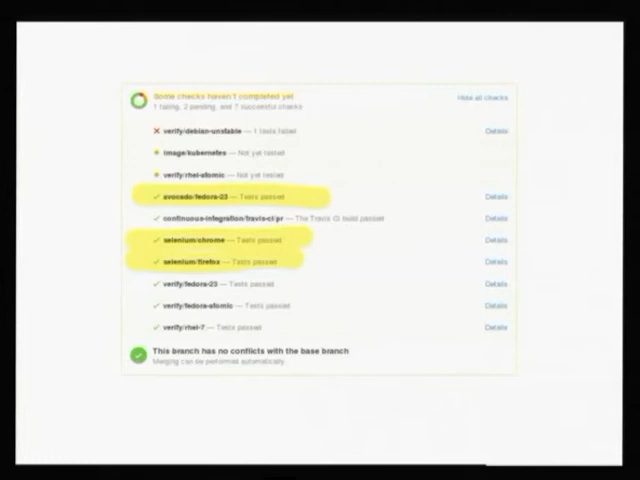 Some checks haven't completed yet
1 failing, 2 pending, and 7 successful checks
Hide all checks
verify/debian-unstable — 1 tests failed
Details
image/kubernetes — Not yet tested
verify/rhel-atomic — Not yet tested
avocado/fedora-23 — Tests passed
Details
continuous-integration/travis-ci/pr — The Travis CI build passed
Details
selenium/chrome — Tests passed
Details
selenium/firefox — Tests passed
Details
verify/fedora-23 — Tests passed
Details
verify/fedora-atomic — Tests passed
Details
verify/rhel-7 — Tests passed
Details
This branch has no conflicts with the base branch
Merging can be performed automatically.